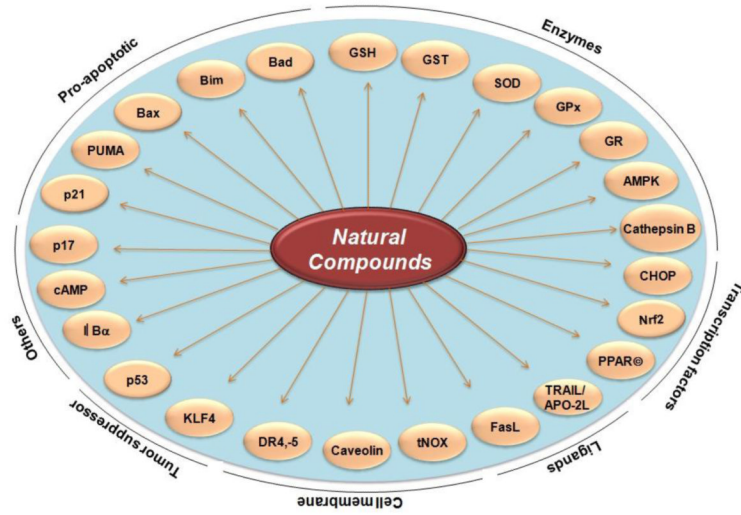 Enzymes
Pro-apoptotic
Bad
GSH
GST
SOD
GPx
GR
AMPK
Cathepsin B
CHOP
Nrf2
PPAR©
TRAIL/
APO-2L
FasL
tNOX
Caveolin
DR4,-5
KLF4
p53
I Bα
cAMP
p17
p21
PUMA
Bax
Bim
Natural
Compounds
Transcription factors
Ligands
Cell membrane
Tumor suppressor
Others